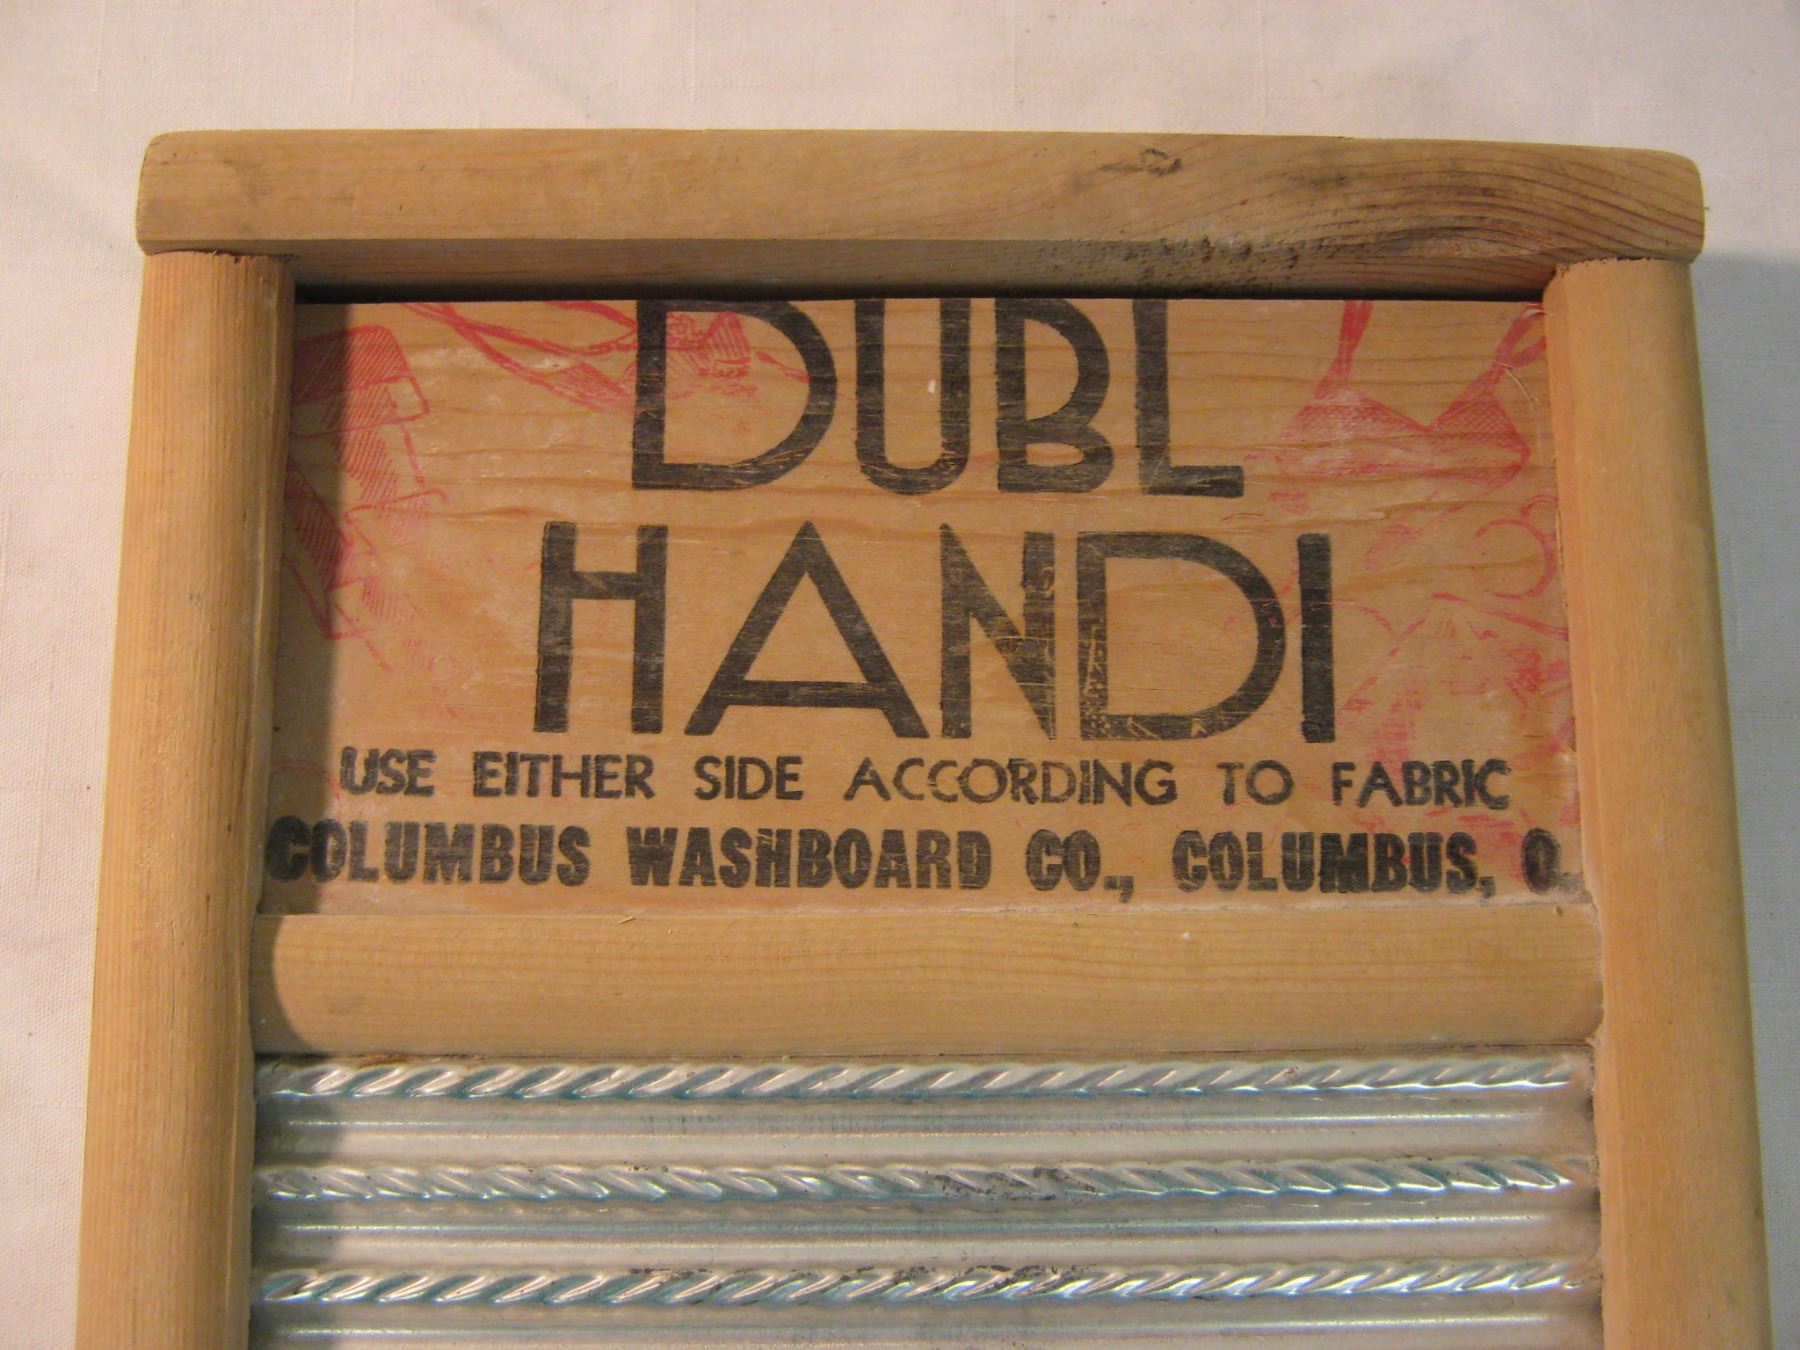 DUBL
HANDI
USE EITHER SIDE ACCORDING TO FABRIC
COLUMBUS WASHBOARD CO., COLUMBUS, O.